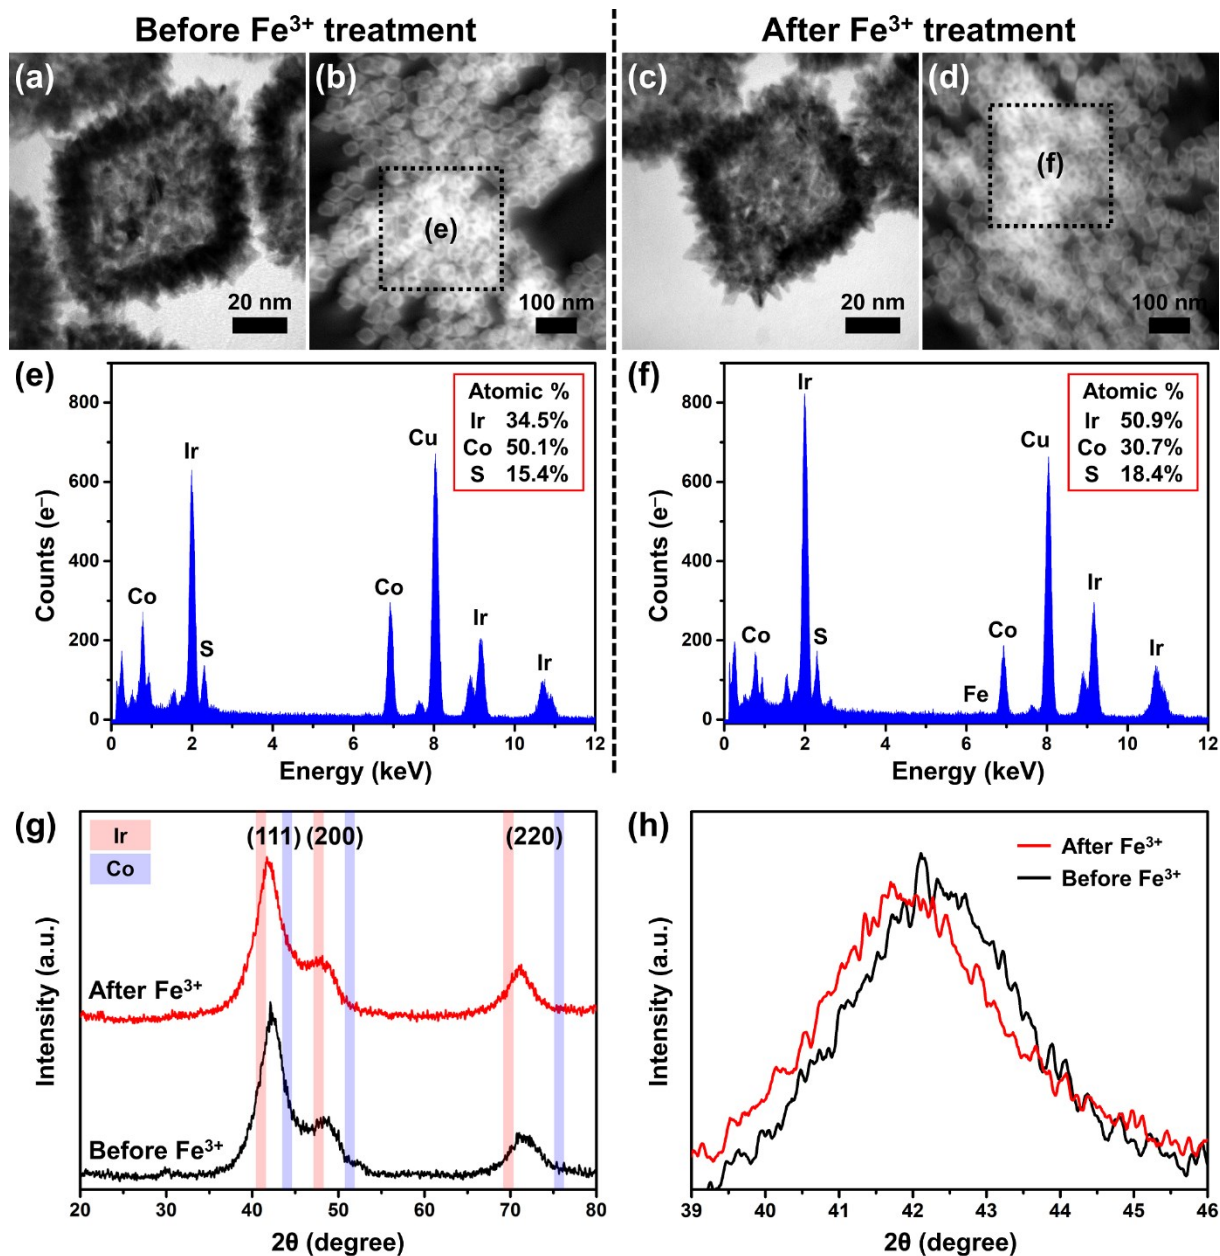 Before Fe³⁺ treatment
After Fe³⁺ treatment
(a)
20 nm
(b)
(e)
100 nm
(c)
20 nm
(d)
(f)
100 nm
(e)
Counts (e⁻)
800
600
400
200
0
Co
Ir
S
Co
Cu
Ir
Ir
Atomic %
Ir 34.5%
Co 50.1%
S 15.4%
0 2 4 6 8 10 12
Energy (keV)
(f)
Counts (e⁻)
800
600
400
200
0
Co
Ir
S
Fe
Co
Cu
Ir
Ir
Atomic %
Ir 50.9%
Co 30.7%
S 18.4%
0 2 4 6 8 10 12
Energy (keV)
(g)
Intensity (a.u.)
Ir
Co
(111) (200) (220)
After Fe³⁺
Before Fe³⁺
20 30 40 50 60 70 80
2θ (degree)
(h)
Intensity (a.u.)
After Fe³⁺
Before Fe³⁺
39 40 41 42 43 44 45 46
2θ (degree)